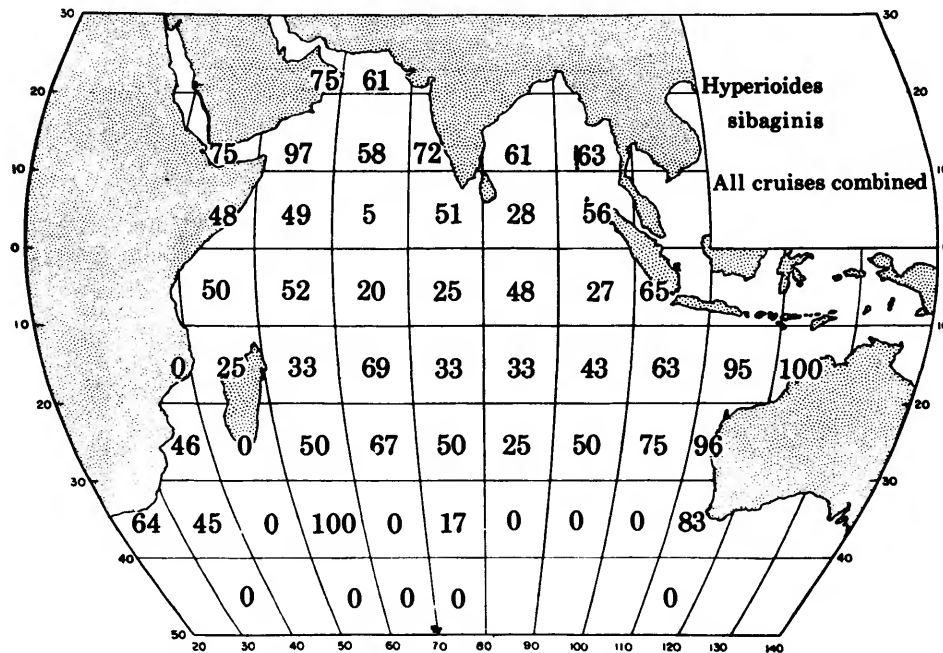 30 30
75 61
20 Hyperioides 20
sibaginis
75 97 58 72 61 63
10 All cruises combined 10
48 49 5 51 28 56
0 0
50 52 20 25 48 27 65
10 10
0 25 33 69 33 33 43 63 95 100
20 20
46 0 50 67 50 25 50 75 96
30 30
64 45 0 100 0 17 0 0 0 83
40 40
0 0 0 0 0
50 50
20 30 40 50 60 70 80 90 100 110 120 130 140